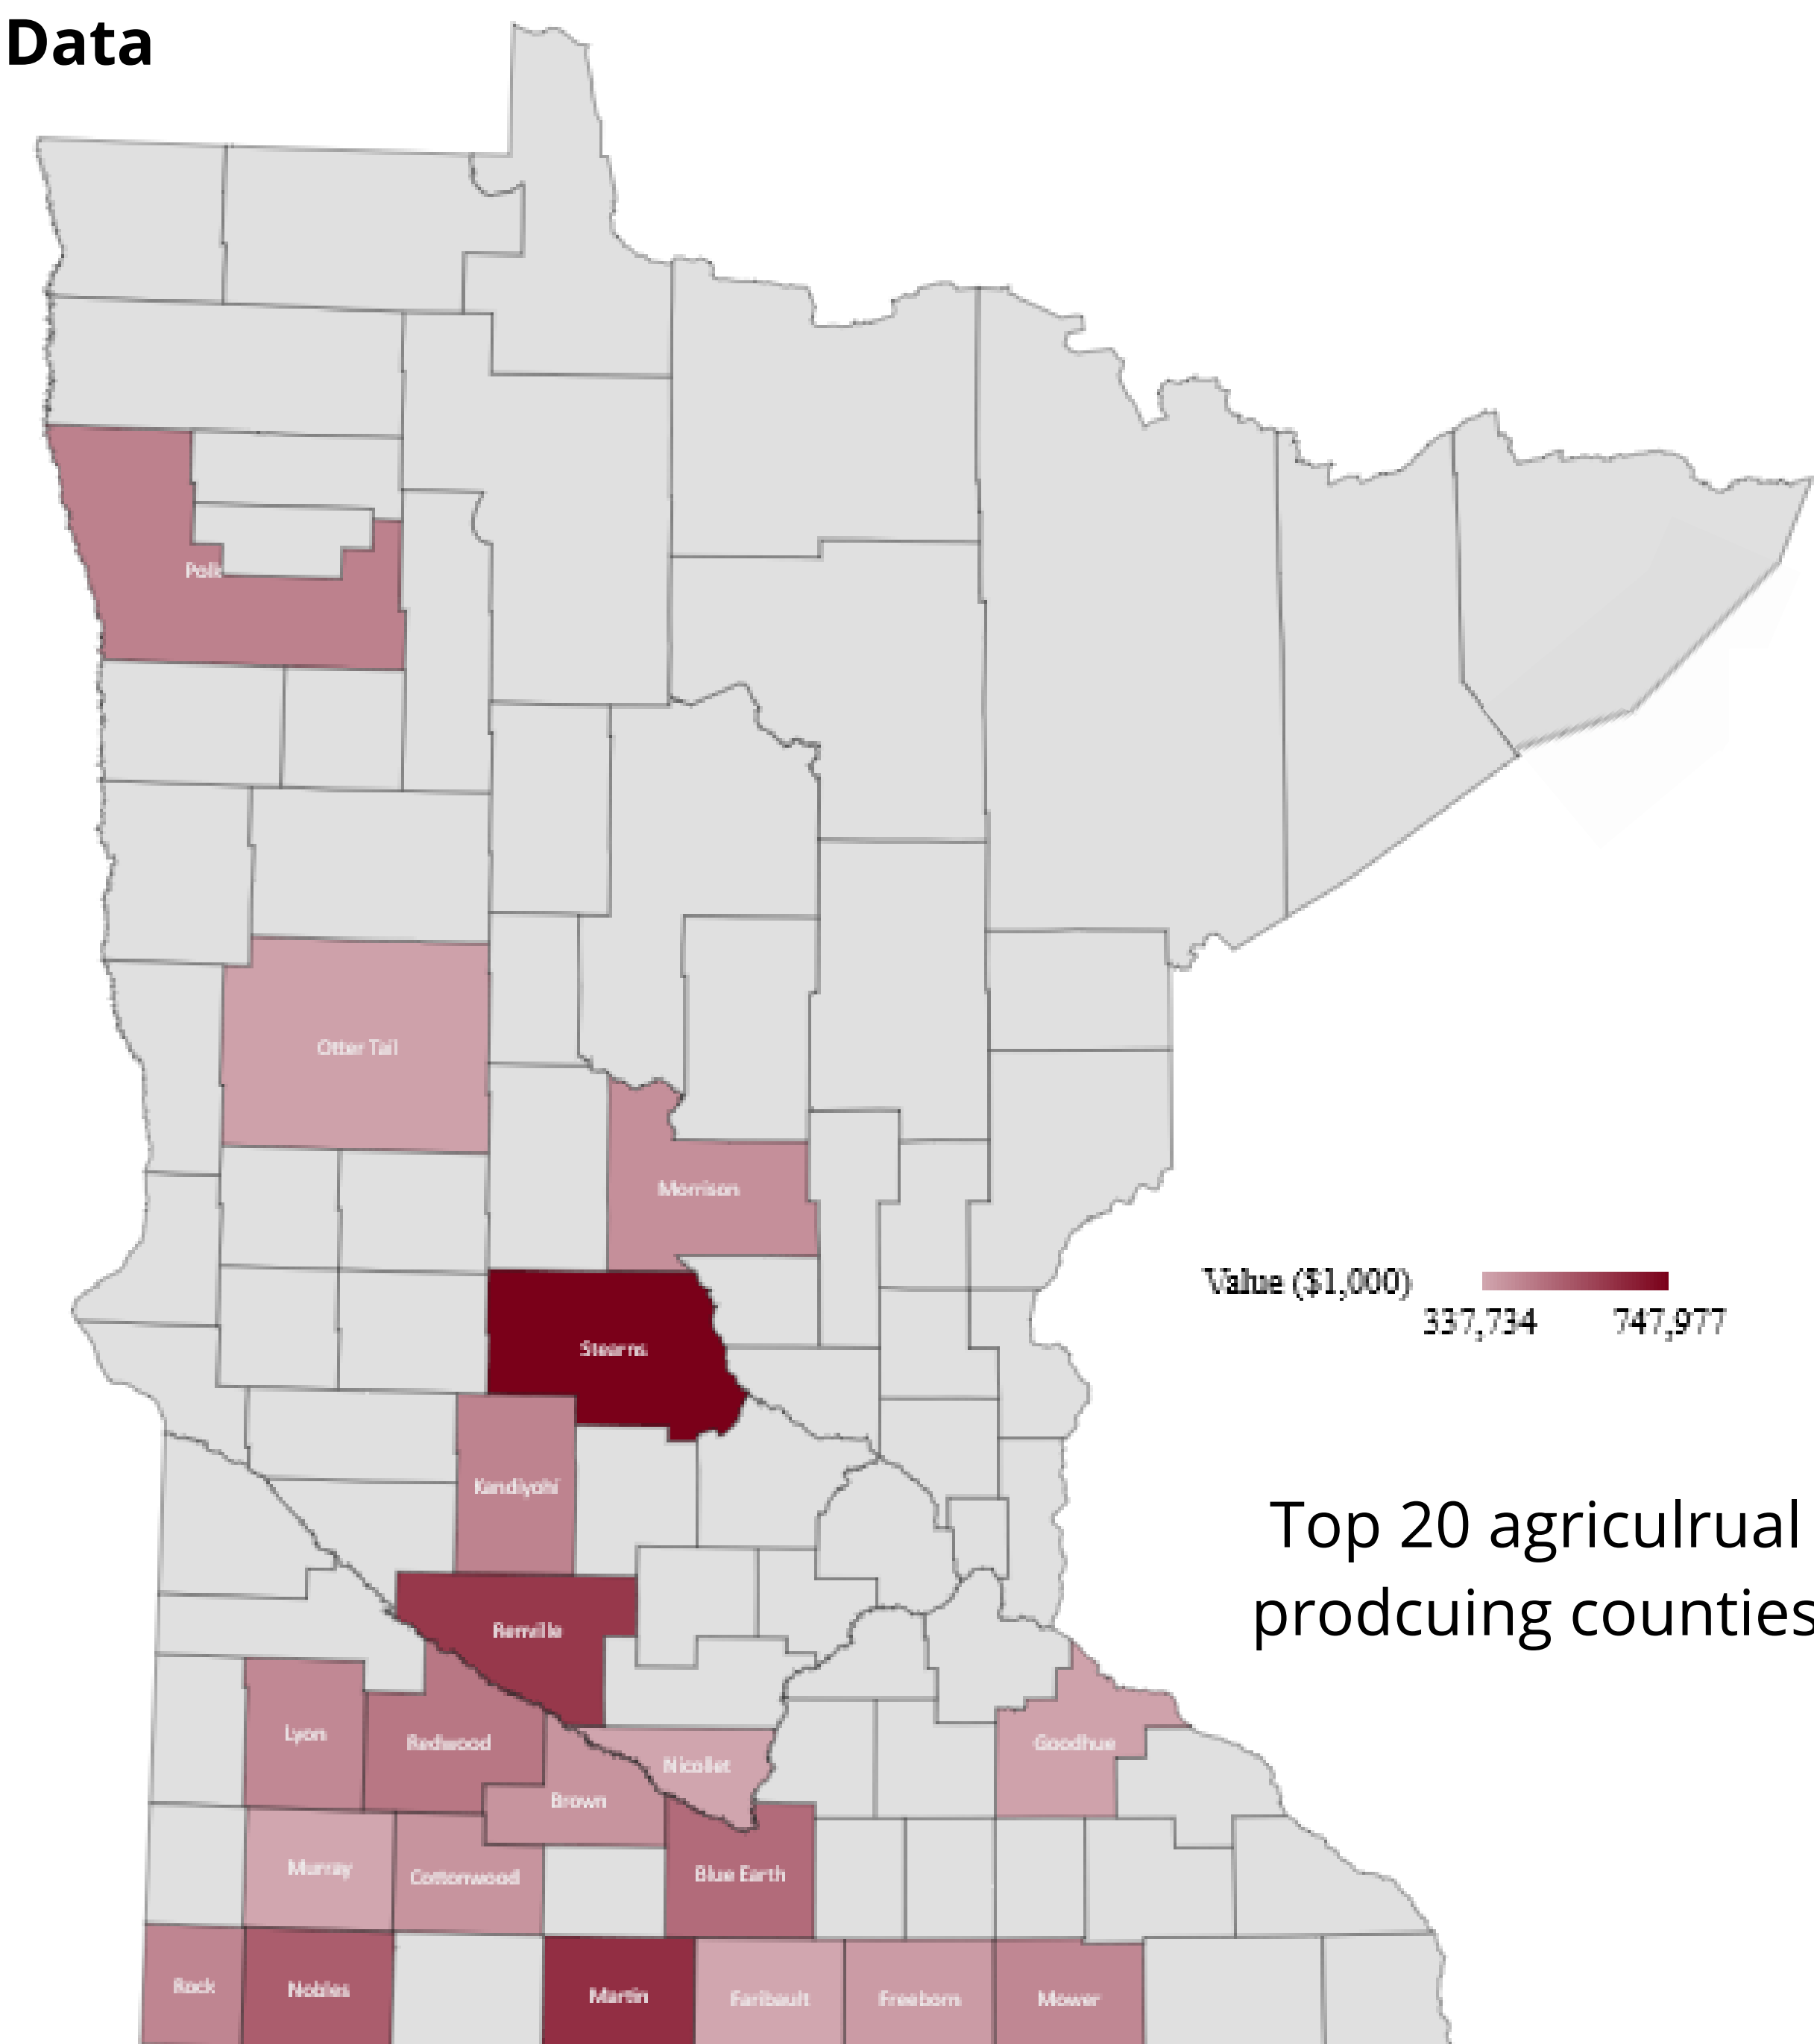 Data
Polk
Otter Tail
Morrison
Value ($1,000)
337,734 747,977
Stearns
Kandiyohi
Top 20 agriculrual
prodcuing counties
Renville
Lyon
Redwood
Goodhue
Nicollet
Brown
Murray
Cottonwood
Blue Earth
Rock
Nobles
Martin
Faribault
Freeborn
Mower